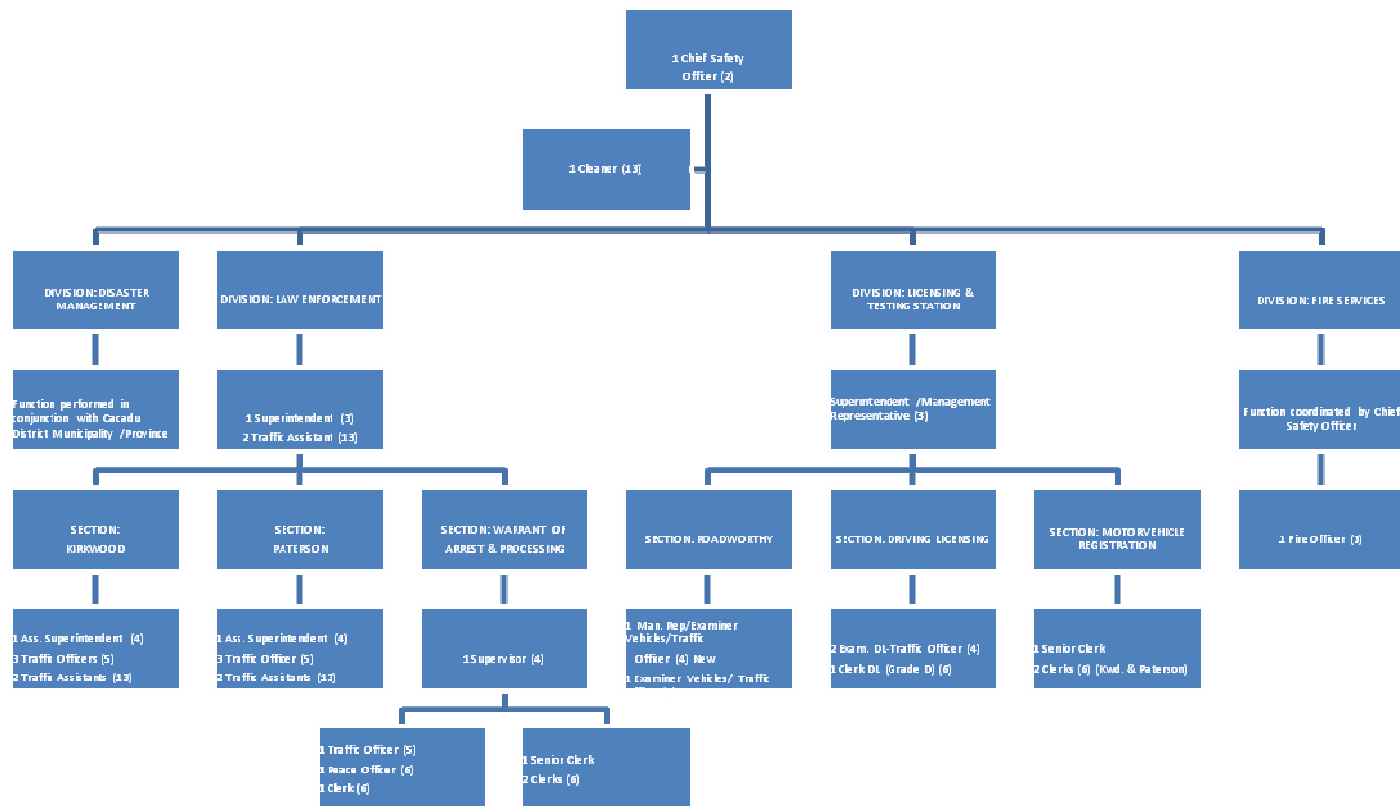 1 Chief Safety
Officer (2)
1 Cleaner (13)
DIVISION: DISASTER
MANAGEMENT
DIVISION: LAW ENFORCEMENT
DIVISION: LICENSING &
TESTING STATION
DIVISION: FIRE SERVICES
Function performed in
conjunction with Cacadu
District Municipality /Province
1 Superintendent (3)
2 Traffic Assistant (13)
Superintendent /Management
Representative (3)
Function coordinated by Chief
Safety Officer
SECTION:
KIRKWOOD
SECTION:
PATERSON
SECTION: WARRANT OF
ARREST & PROCESSING
SECTION: ROADWORTHY
SECTION: DRIVING LICENSING
SECTION: MOTORVEHICLE
REGISTRATION
1 Fire Officer (3)
1 Ass. Superintendent (4)
3 Traffic Officers (5)
2 Traffic Assistants (13)
1 Ass. Superintendent (4)
3 Traffic Officer (5)
2 Traffic Assistants (13)
1 Supervisor (4)
1 Man. Rep/Examiner
Vehicles/Traffic
Officer (4) New
1 Examiner Vehicles/ Traffic
2 Exam. DL-Traffic Officer (4)
1 Clerk DL (Grade D) (6)
1 Senior Clerk
2 Clerks (6) (Kwd. & Paterson)
1 Traffic Officer (5)
1 Peace Officer (6)
1 Clerk (6)
1 Senior Clerk
2 Clerks (6)